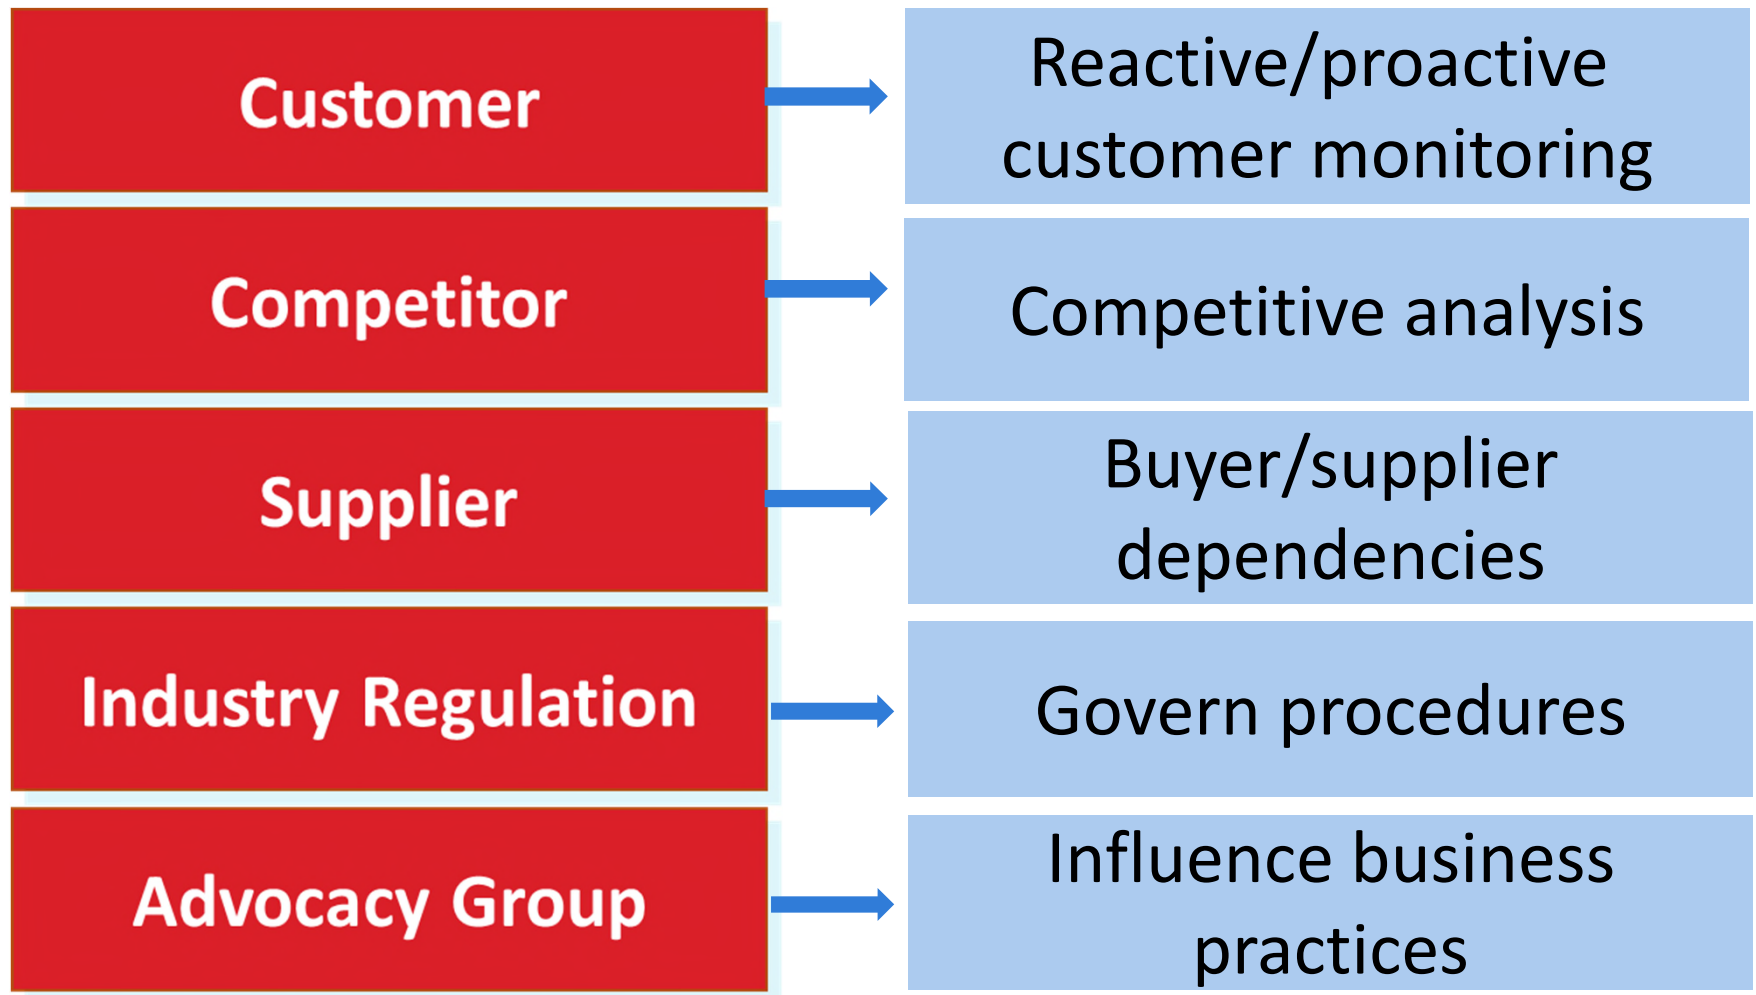 Customer
Reactive/proactive
customer monitoring
Competitor
Competitive analysis
Supplier
Buyer/supplier
dependencies
Industry Regulation
Govern procedures
Advocacy Group
Influence business
practices